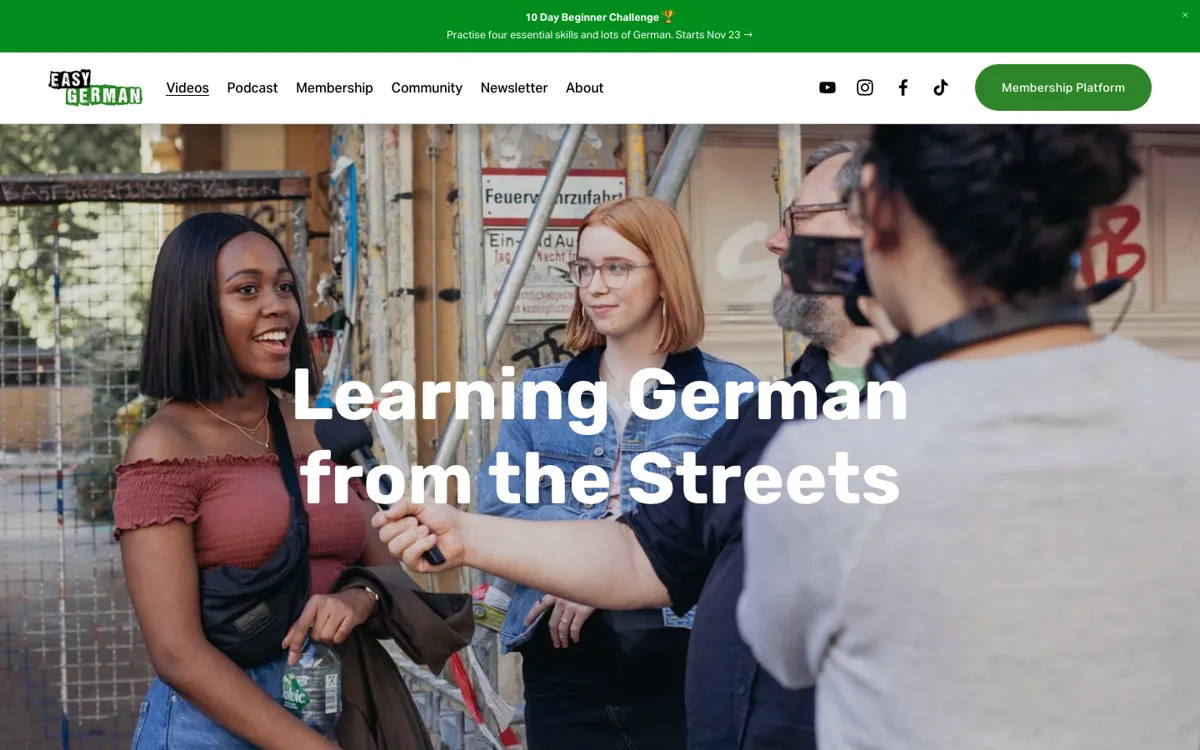 10 Day Beginner Challenge 🏆
Practise four essential skills and lots of German. Starts Nov 23 →
EASY
GERMAN
Videos
Podcast
Membership
Community
Newsletter
About
Membership Platform
Learning German
from the Streets